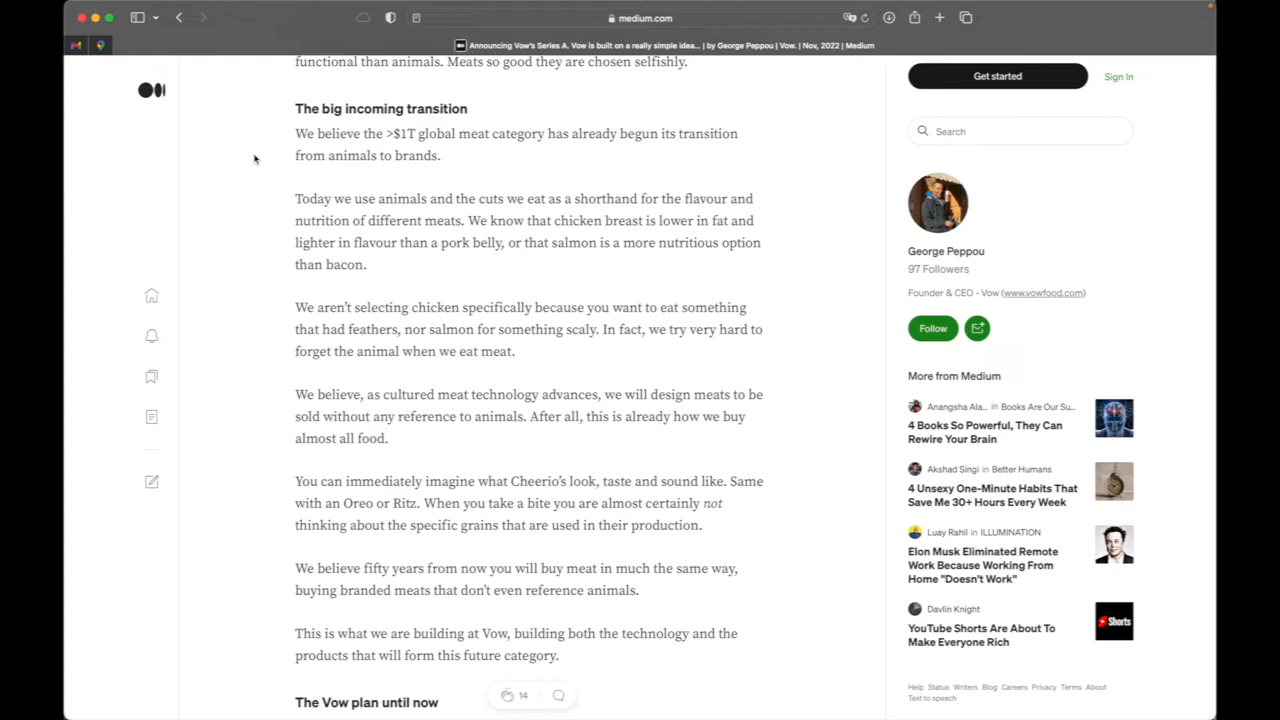 medium.com
Announcing Vow's Series A. Vow is built on a really simple idea... | by George Peppou | Vow. | Nov, 2022 | Medium
functional than animals. Meats so good they are chosen selfishly.
The big incoming transition
We believe the >$1T global meat category has already begun its transition
from animals to brands.
Today we use animals and the cuts we eat as a shorthand for the flavour and
nutrition of different meats. We know that chicken breast is lower in fat and
lighter in flavour than a pork belly, or that salmon is a more nutritious option
than bacon.
We aren't selecting chicken specifically because you want to eat something
that had feathers, nor salmon for something scaly. In fact, we try very hard to
forget the animal when we eat meat.
We believe, as cultured meat technology advances, we will design meats to be
sold without any reference to animals. After all, this is already how we buy
almost all food.
You can immediately imagine what Cheerio's look, taste and sound like. Same
with an Oreo or Ritz. When you take a bite you are almost certainly not
thinking about the specific grains that are used in their production.
We believe fifty years from now you will buy meat in much the same way,
buying branded meats that don't even reference animals.
This is what we are building at Vow, building both the technology and the
products that will form this future category.
The Vow plan until now
14
Get started
Sign In
Search
George Peppou
97 Followers
Founder & CEO - Vow (www.vowfood.com)
Follow
More from Medium
Anangsha Ala... in Books Are Our Su...
4 Books So Powerful, They Can
Rewire Your Brain
Akshad Singi in Better Humans
4 Unsexy One-Minute Habits That
Save Me 30+ Hours Every Week
Luay Rahil in ILLUMINATION
Elon Musk Eliminated Remote
Work Because Working From
Home "Doesn't Work"
Davlin Knight
YouTube Shorts Are About To
Make Everyone Rich
Shorts
Help Status Writers Blog Careers Privacy Terms About
Text to speech